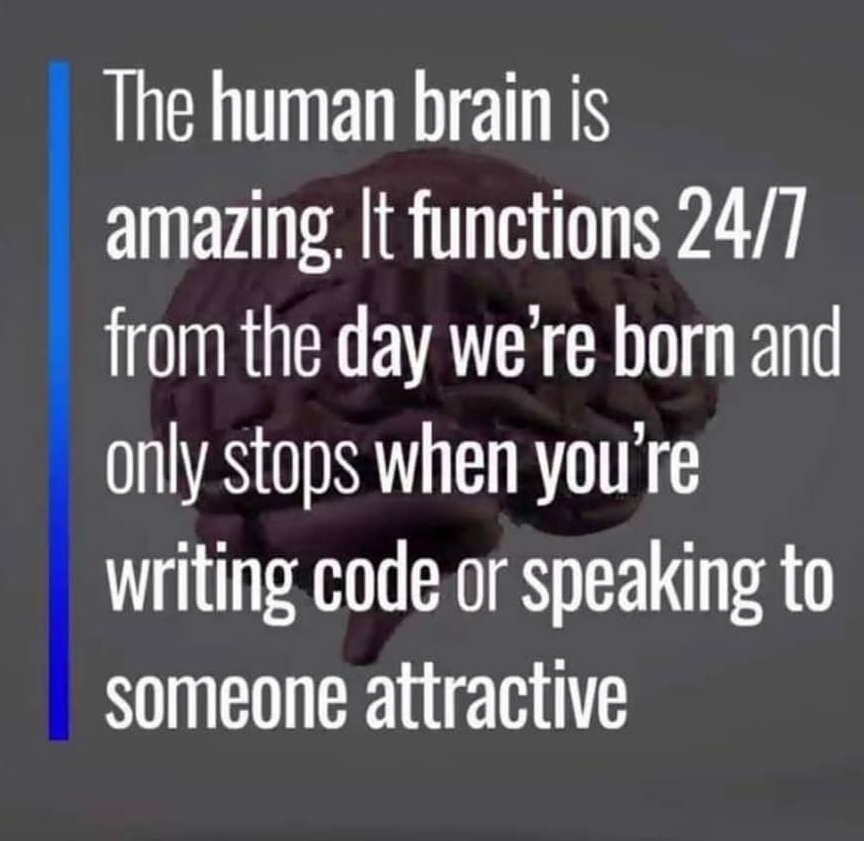 The human brain is
amazing. It functions 24/7
from the day we're born and
only stops when you're
writing code or speaking to
someone attractive